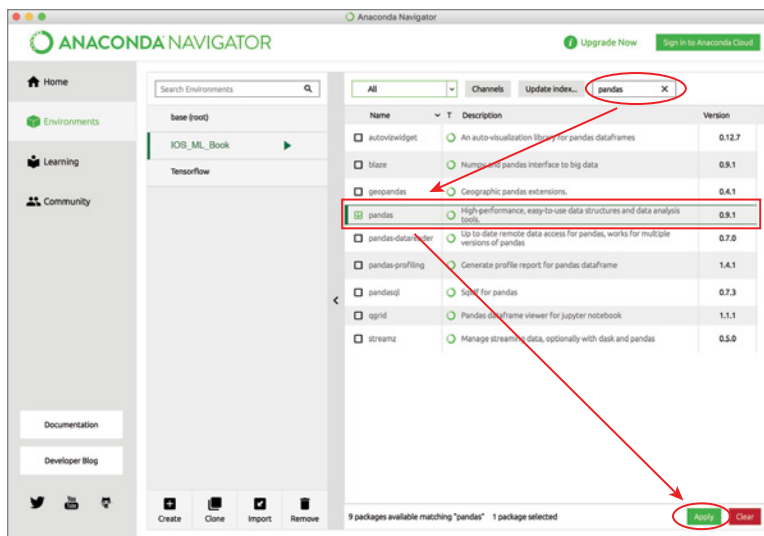 Anaconda Navigator
ANACONDA NAVIGATOR
Upgrade Now
Sign in to Anaconda Cloud
Home
Environments
Learning
Community
Documentation
Developer Blog
You Tube
Search Environments
base (root)
IOS_ML_Book
Tensorflow
Create
Clone
Import
Remove
All
Channels
Update index...
pandas X
Name T Description Version
autovizwidget An auto-visualization library for pandas dataframes 0.12.7
blaze Numpy and pandas interface to big data 0.9.1
geopandas Geographic pandas extensions. 0.4.1
pandas High-performance, easy-to-use data structures and data analysis
tools. 0.9.1
pandas-datareader Up to date remote data access for pandas, works for multiple
versions of pandas 0.7.0
pandas-profiling Generate profile report for pandas dataframe 1.4.1
pandasql Sqldf for pandas 0.7.3
qgrid Pandas dataframe viewer for jupyter notebook 1.1.1
streamz Manage streaming data, optionally with dask and pandas 0.5.0
9 packages available matching "pandas" 1 package selected
Apply
Clear